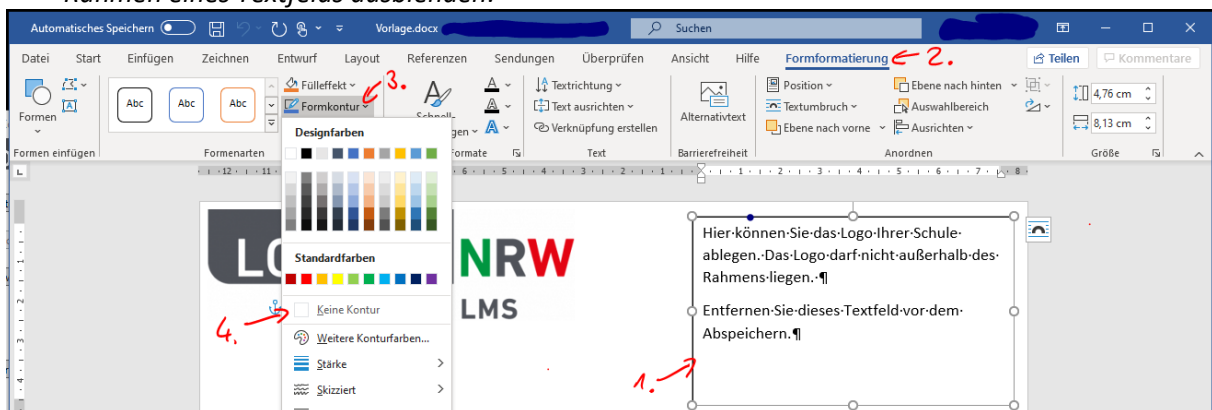 Rahmen eines Textfelds ausblenden.
Automatisches Speichern
Vorlage.docx
Suchen
Datei Start Einfügen Zeichnen Entwurf Layout Referenzen Sendungen Überprüfen Ansicht Hilfe Formformatierung 2. Teilen Kommentare
Formen
Abc Abc Abc
Fülleffekt
Formkontur 3.
Textrichtung
Text ausrichten
Verknüpfung erstellen
Alternativtext
Position
Textumbruch
Ebene nach vorne
Ebene nach hinten
Auswahlbereich
Ausrichten
4,76 cm
8,13 cm
Formen einfügen Formenarten Text Barrierefreiheit Anordnen Größe
Designfarben
Standardfarben
Keine Kontur
4.
Weitere Konturfarben...
Stärke
Skizziert
NRW
LMS
Hier·können·Sie·das·Logo·Ihrer·Schule·
ablegen.·Das·Logo·darf·nicht·außerhalb·des·
Rahmens·liegen.·¶
Entfernen·Sie·dieses·Textfeld·vor·dem·
Abspeichern.¶
1.